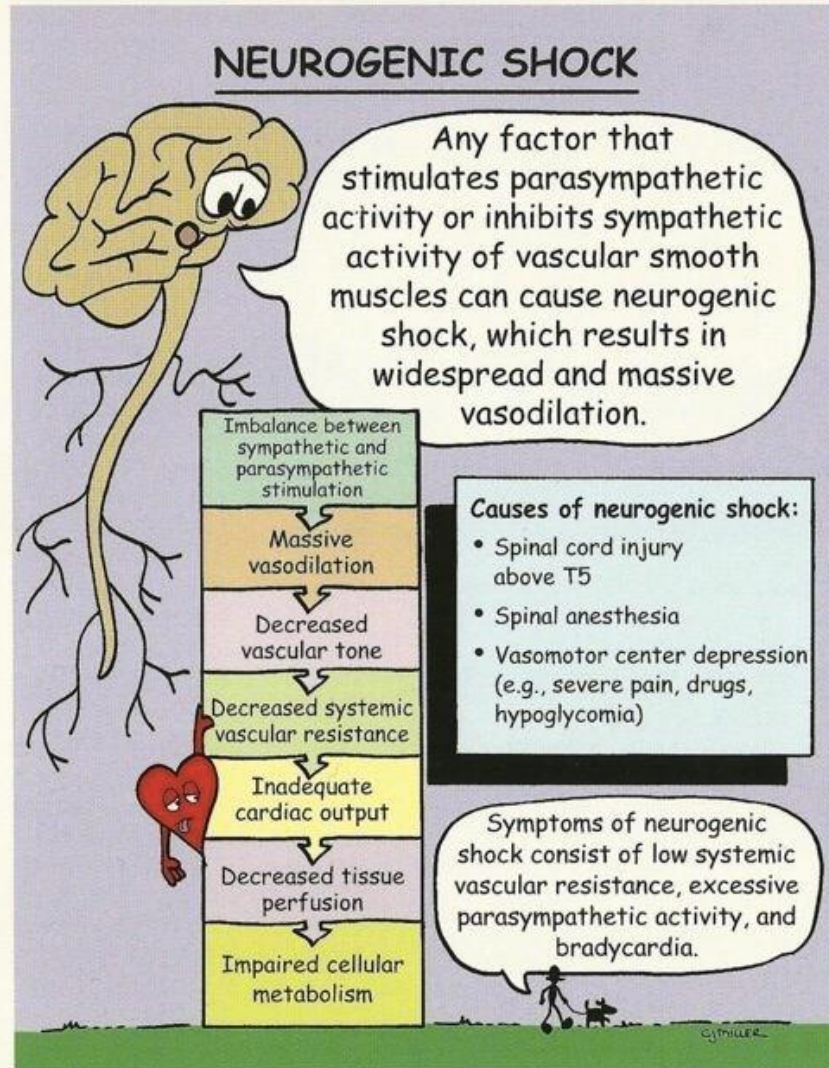 NEUROGENIC SHOCK
Any factor that
stimulates parasympathetic
activity or inhibits sympathetic
activity of vascular smooth
muscles can cause neurogenic
shock, which results in
widespread and massive
vasodilation.
Imbalance between
sympathetic and
parasympathetic
stimulation
Massive
vasodilation
Decreased
vascular tone
Decreased systemic
vascular resistance
Inadequate
cardiac output
Decreased tissue
perfusion
Impaired cellular
metabolism
Causes of neurogenic shock:
• Spinal cord injury
above T5
• Spinal anesthesia
• Vasomotor center depression
(e.g., severe pain, drugs,
hypoglycomia)
Symptoms of neurogenic
shock consist of low systemic
vascular resistance, excessive
parasympathetic activity, and
bradycardia.
CJMILLER